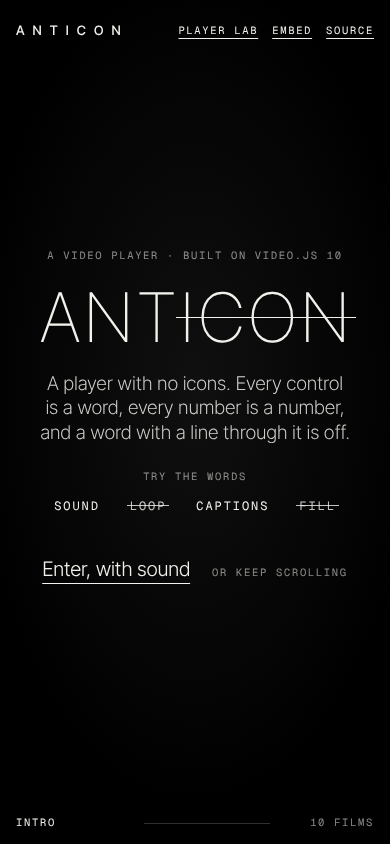 ANTICON
PLAYER LAB EMBED SOURCE
A VIDEO PLAYER · BUILT ON VIDEO.JS 10
ANTICON
A player with no icons. Every control
is a word, every number is a number,
and a word with a line through it is off.
TRY THE WORDS
SOUND LOOP CAPTIONS FILL
Enter, with sound OR KEEP SCROLLING
INTRO 10 FILMS